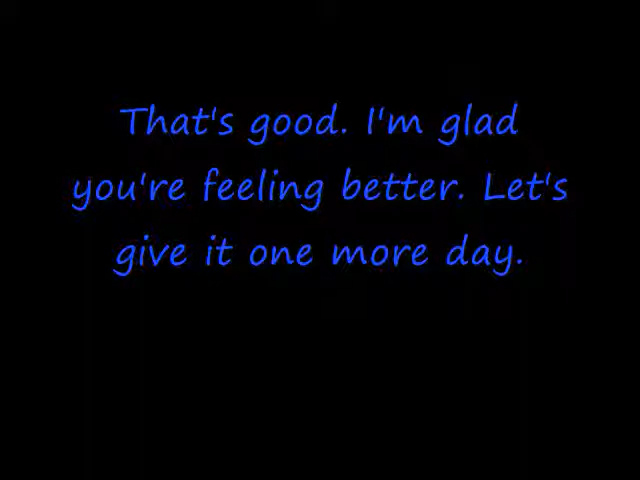 That's good. I'm glad
you're feeling better. Let's
give it one more day.